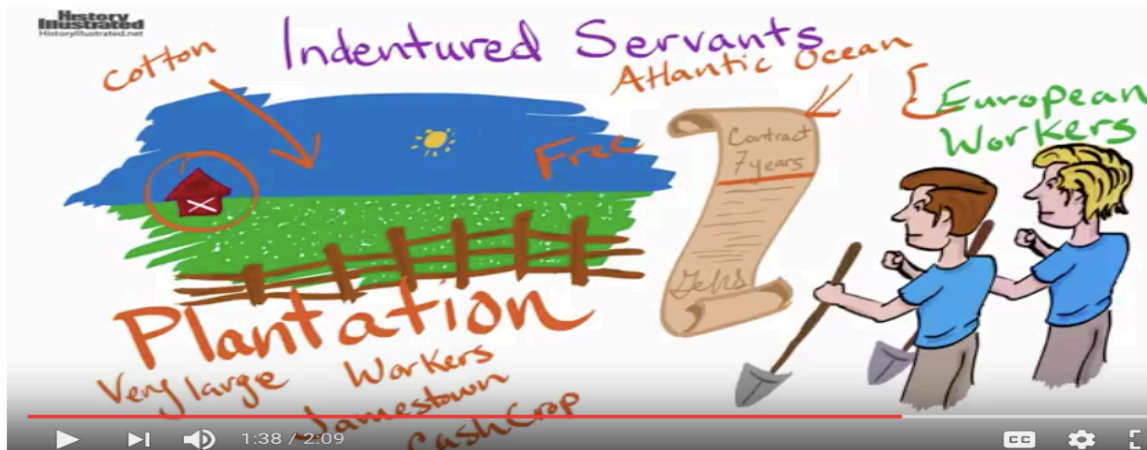 History
Illustrated
HistoryIllustrated.net
Indentured Servants
cotton
Atlantic Ocean
European
Workers
Free
Contract
7 years
Plantation
Very large
Workers
Jamestown
Cash Crop
1:38 / 2:09
CC